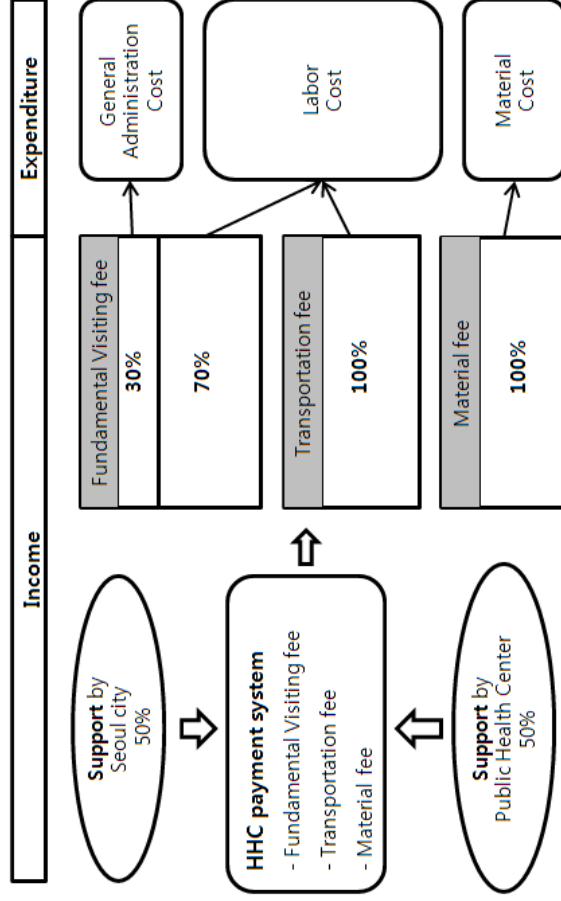 Income
Expenditure
Support by
Seoul city
50%
HHC payment system
- Fundamental Visiting fee
- Transportation fee
- Material fee
Support by
Public Health Center
50%
Fundamental Visiting fee
30%
70%
Transportation fee
100%
Material fee
100%
General
Administration
Cost
Labor
Cost
Material
Cost